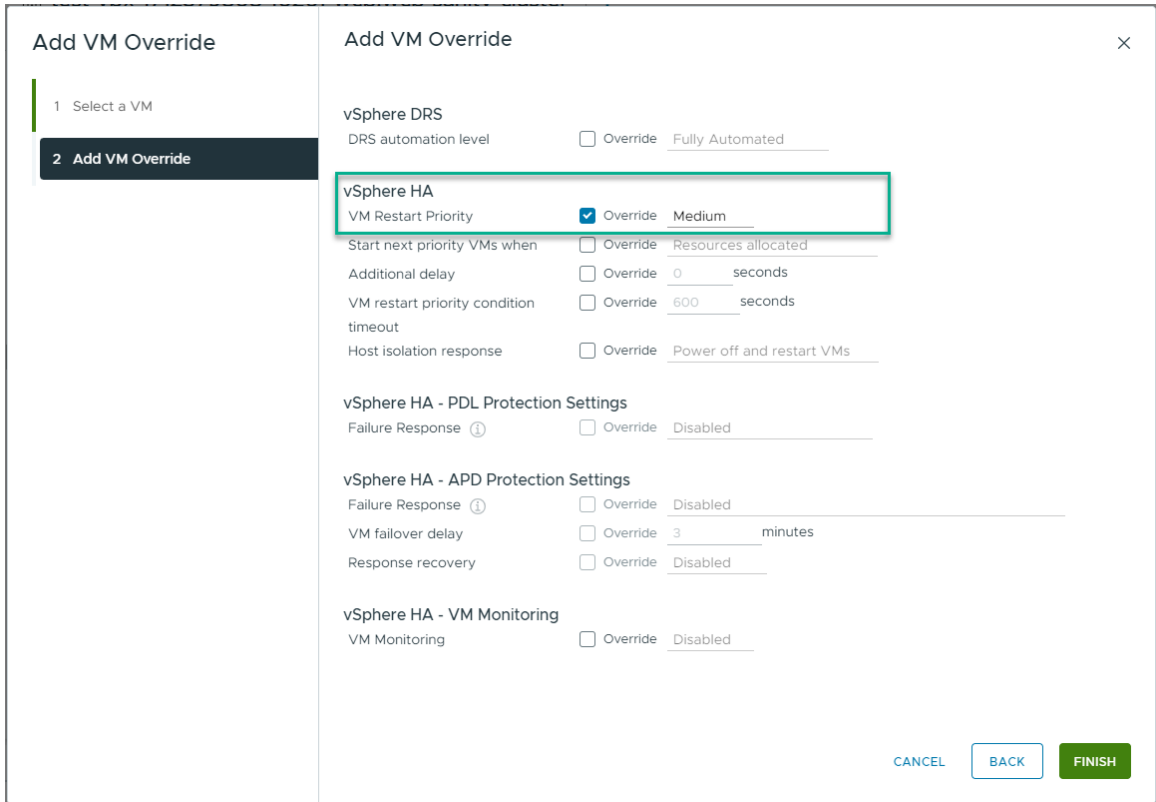 Add VM Override
1 Select a VM
2 Add VM Override
Add VM Override
vSphere DRS
DRS automation level Override Fully Automated
vSphere HA
VM Restart Priority Override Medium
Start next priority VMs when Override Resources allocated
Additional delay Override 0 seconds
VM restart priority condition Override 600 seconds
timeout
Host isolation response Override Power off and restart VMs
vSphere HA - PDL Protection Settings
Failure Response Override Disabled
vSphere HA - APD Protection Settings
Failure Response Override Disabled
VM failover delay Override 3 minutes
Response recovery Override Disabled
vSphere HA - VM Monitoring
VM Monitoring Override Disabled
CANCEL BACK FINISH